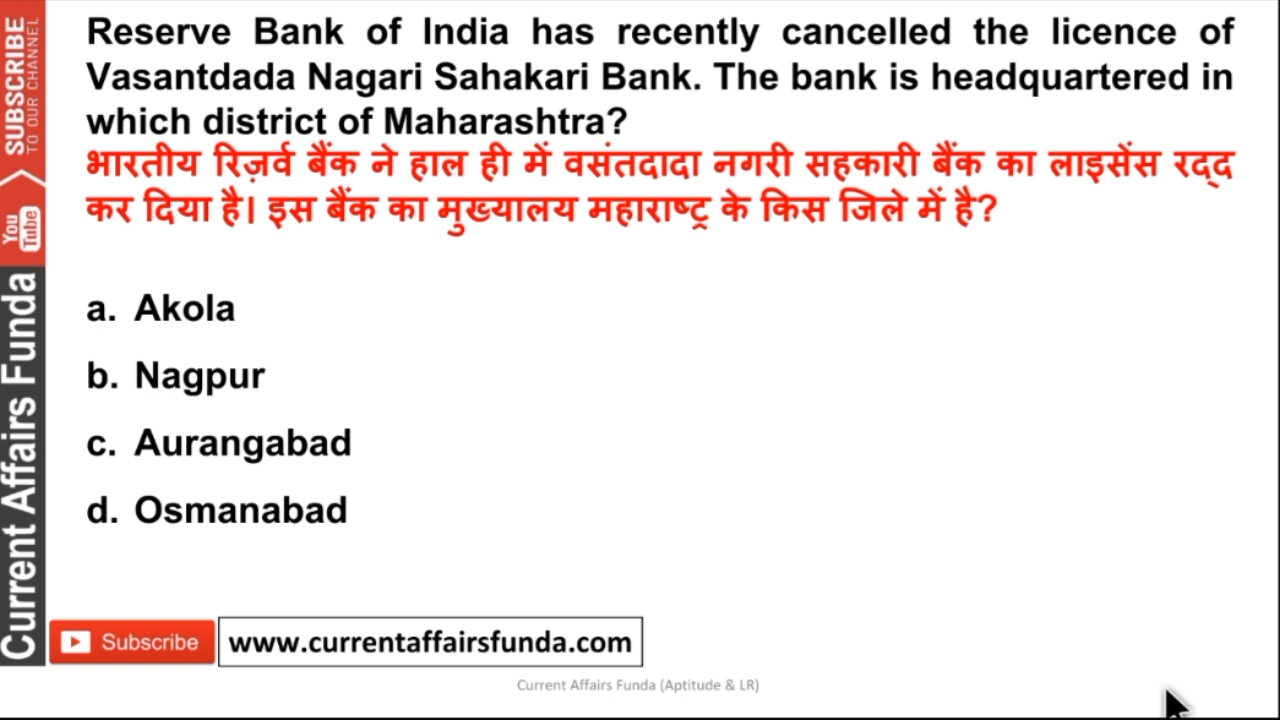 Reserve Bank of India has recently cancelled the licence of
Vasantdada Nagari Sahakari Bank. The bank is headquartered in
which district of Maharashtra?
भारतीय रिज़र्व बैंक ने हाल ही में वसंतदादा नगरी सहकारी बैंक का लाइसेंस रद्द
कर दिया है। इस बैंक का मुख्यालय महाराष्ट्र के किस जिले में है?
a. Akola
b. Nagpur
c. Aurangabad
d. Osmanabad
SUBSCRIBE
TO OUR CHANNEL
You
Tube
Current Affairs Funda
Subscribe
www.currentaffairsfunda.com
Current Affairs Funda (Aptitude & LR)